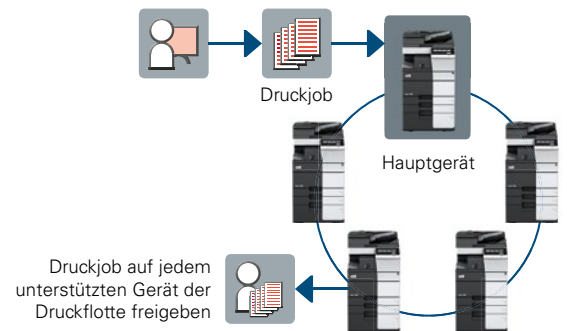 Druckjob
Hauptgerät
Druckjob auf jedem
unterstützten Gerät der
Druckflotte freigeben